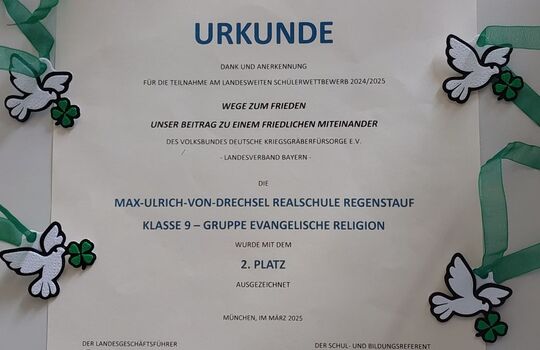 URKUNDE
DANK UND ANERKENNUNG
FÜR DIE TEILNAHME AM LANDESWEITEN SCHÜLERWETTBEWERB 2024/2025
WEGE ZUM FRIEDEN
UNSER BEITRAG ZU EINEM FRIEDLICHEN MITEINANDER
DES VOLKSBUNDES DEUTSCHE KRIEGSGRÄBERFÜRSORGE E.V.
- LANDESVERBAND BAYERN -
DIE
MAX-ULRICH-VON-DRECHSEL REALSCHULE REGENSTAUF
KLASSE 9 – GRUPPE EVANGELISCHE RELIGION
WURDE MIT DEM
2. PLATZ
AUSGEZEICHNET
MÜNCHEN, IM MÄRZ 2025
DER LANDESGESCHÄFTSFÜHRER DER SCHUL- UND BILDUNGSREFERENT